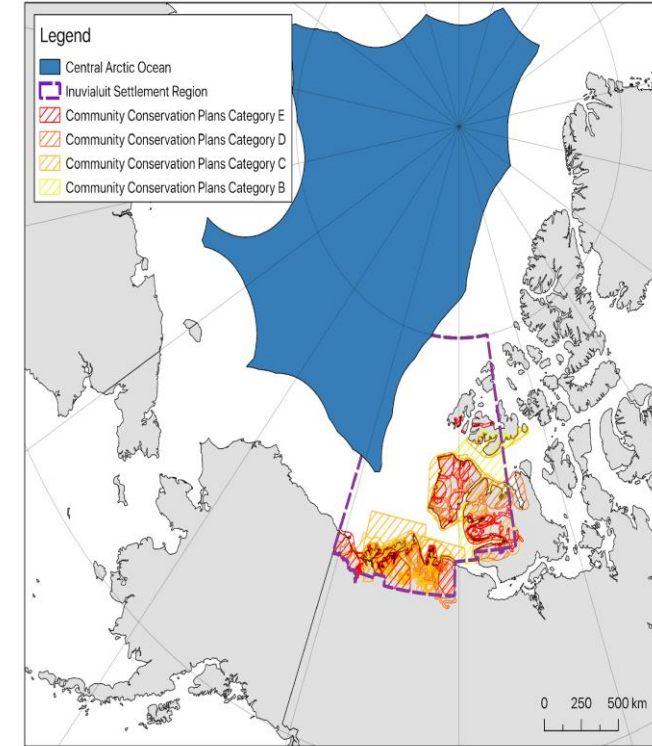 Legend
Central Arctic Ocean
Inuvialuit Settlement Region
Community Conservation Plans Category E
Community Conservation Plans Category D
Community Conservation Plans Category C
Community Conservation Plans Category B
0 250 500 km